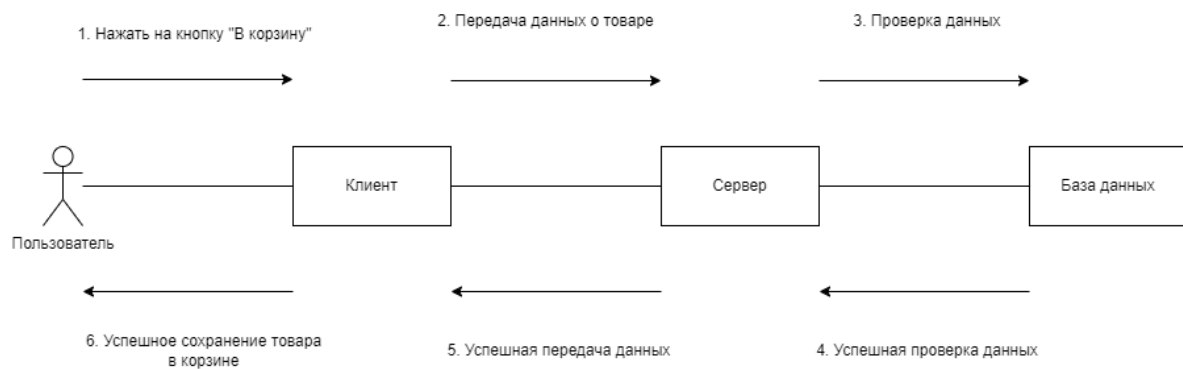 1. Нажать на кнопку "В корзину"
2. Передача данных о товаре
3. Проверка данных
Клиент
Сервер
База данных
Пользователь
6. Успешное сохранение товара
в корзине
5. Успешная передача данных
4. Успешная проверка данных